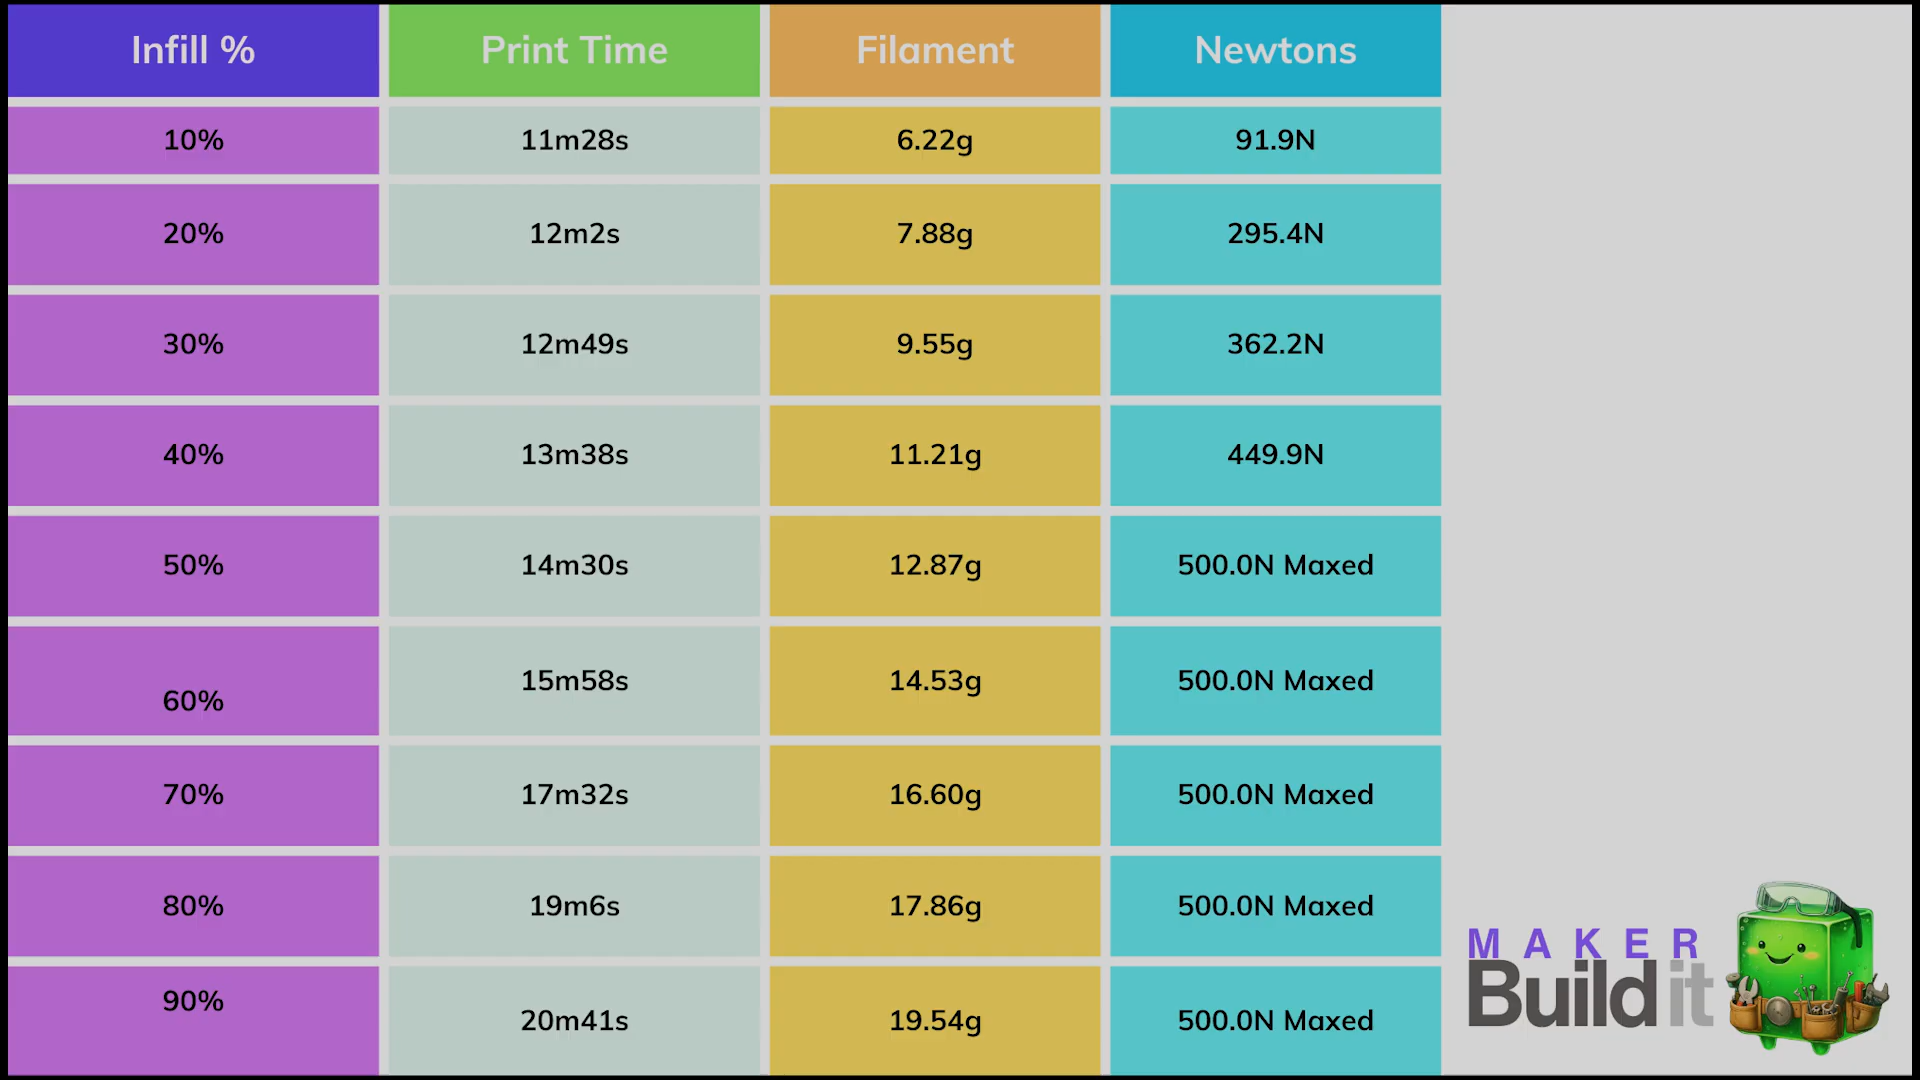 Infill % Print Time Filament Newtons
10% 11m28s 6.22g 91.9N
20% 12m2s 7.88g 295.4N
30% 12m49s 9.55g 362.2N
40% 13m38s 11.21g 449.9N
50% 14m30s 12.87g 500.0N Maxed
60% 15m58s 14.53g 500.0N Maxed
70% 17m32s 16.60g 500.0N Maxed
80% 19m6s 17.86g 500.0N Maxed
90% 20m41s 19.54g 500.0N Maxed
MAKER
Build it